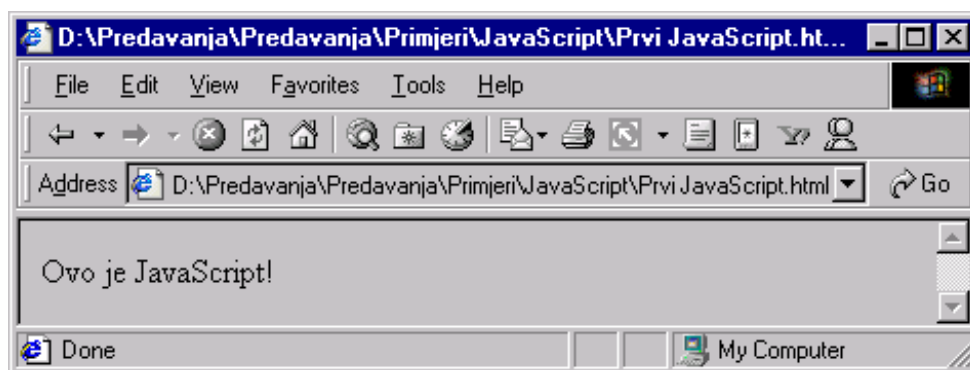 D:\Predavanja\Predavanja\Primjeri\JavaScript\Prvi JavaScript.ht...
File Edit View Favorites Tools Help
Address D:\Predavanja\Predavanja\Primjeri\JavaScript\Prvi JavaScript.html Go
Ovo je JavaScript!
Done My Computer